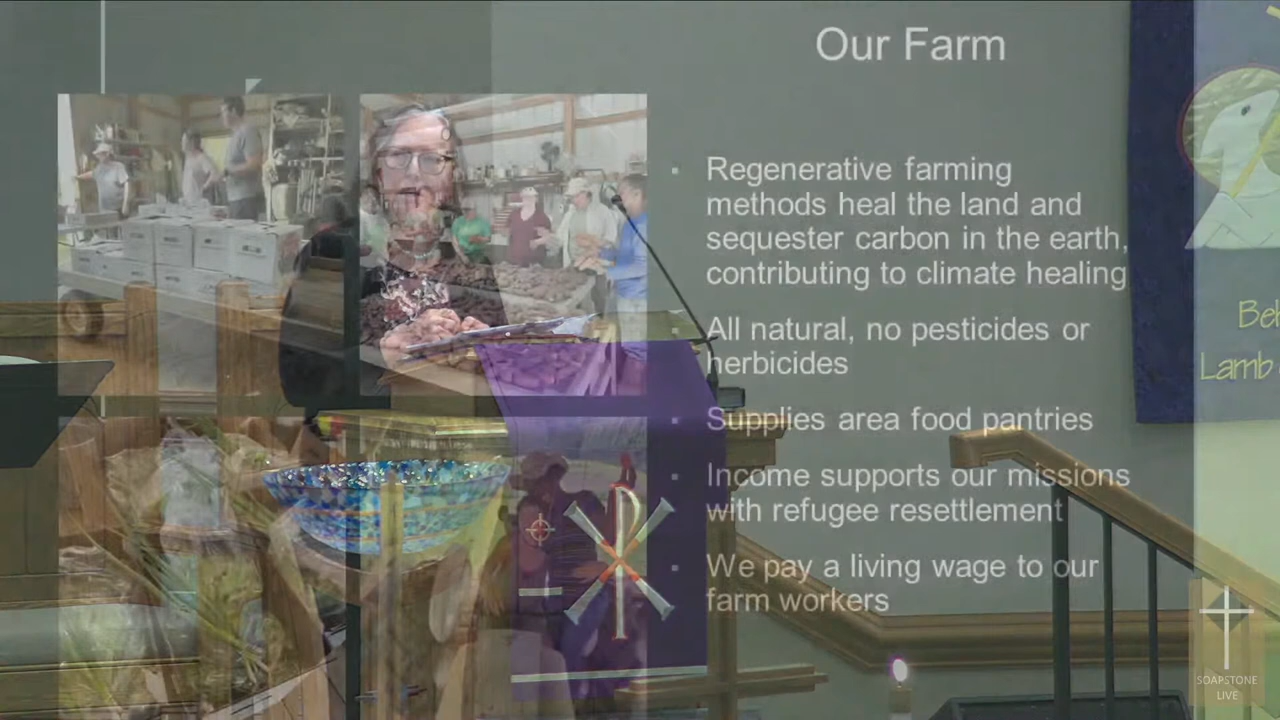 Our Farm
Regenerative farming
methods heal the land and
sequester carbon in the earth,
contributing to climate healing
All natural, no pesticides or
herbicides
Supplies area food pantries
Income supports our missions
with refugee resettlement
We pay a living wage to our
farm workers
Lamb
SOAPSTONE
LIVE